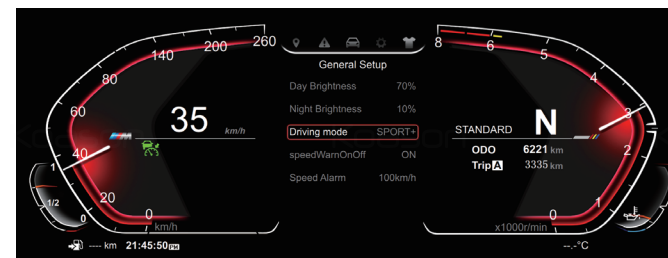 140
200
260
80
60
40
20
0
km/h
1
1/2
0
35 km/h
---- km 21:45:50 PM
General Setup
Day Brightness 70%
Night Brightness 10%
Driving mode SPORT+
speedWarnOnOff ON
Speed Alarm 100km/h
8
6
5
4
3
2
1
0
x1000r/min
STANDARD N
ODO 6221 km
Trip A 3335 km
--.-°C